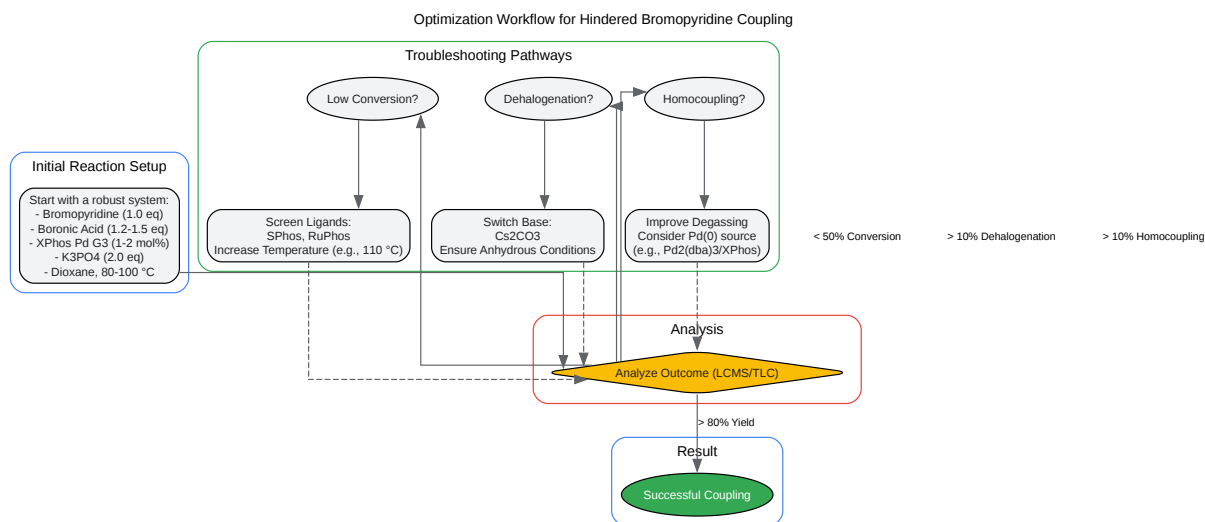 Optimization Workflow for Hindered Bromopyridine Coupling
Troubleshooting Pathways
Low Conversion?
Dehalogenation?
Homocoupling?
Initial Reaction Setup
Start with a robust system:
- Bromopyridine (1.0 eq)
- Boronic Acid (1.2-1.5 eq)
- XPhos Pd G3 (1-2 mol%)
- K3PO4 (2.0 eq)
- Dioxane, 80-100 °C
Screen Ligands:
SPhos, RuPhos
Increase Temperature (e.g., 110 °C)
Switch Base:
Cs2CO3
Ensure Anhydrous Conditions
Improve Degassing
Consider Pd(0) source
(e.g., Pd2(dba)3/XPhos)
< 50% Conversion
> 10% Dehalogenation
> 10% Homocoupling
Analysis
Analyze Outcome (LCMS/TLC)
> 80% Yield
Result
Successful Coupling